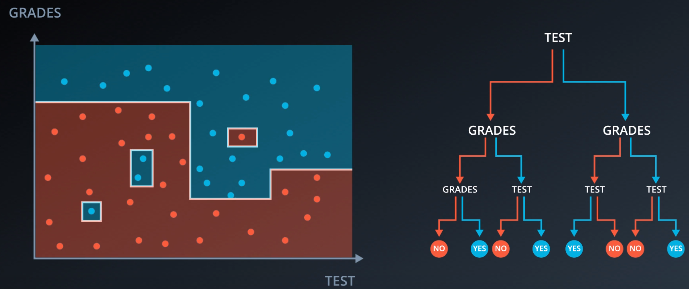 GRADES
TEST
TEST
GRADES GRADES
GRADES TEST TEST TEST
NO YES NO YES YES NO NO YES